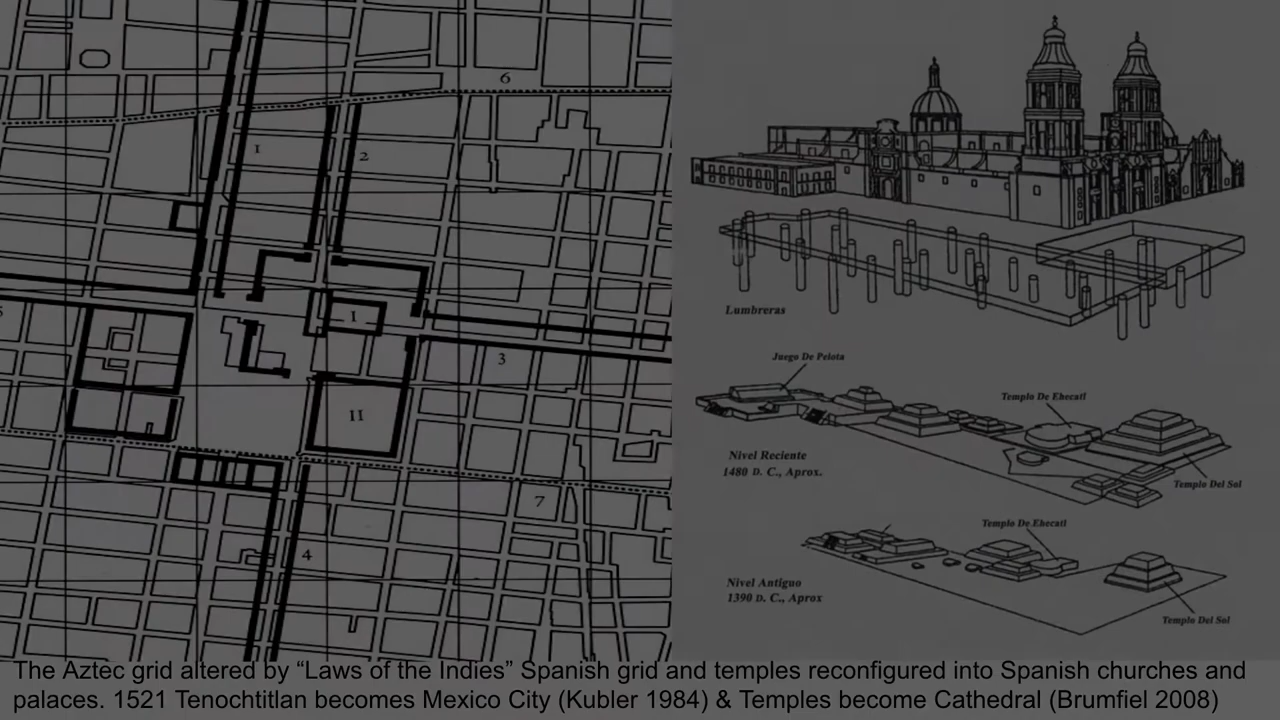 6
1
2
5
I
3
II
7
4
Lumbreras
Juego De Pelota
Templo De Ehecatl
Nivel Reciente
1480 D. C., Aprox.
Templo Del Sol
Templo De Ehecatl
Nivel Antiguo
1390 D. C., Aprox
Templo Del Sol
The Aztec grid altered by “Laws of the Indies” Spanish grid and temples reconfigured into Spanish churches and
palaces. 1521 Tenochtitlan becomes Mexico City (Kubler 1984) & Temples become Cathedral (Brumfiel 2008)